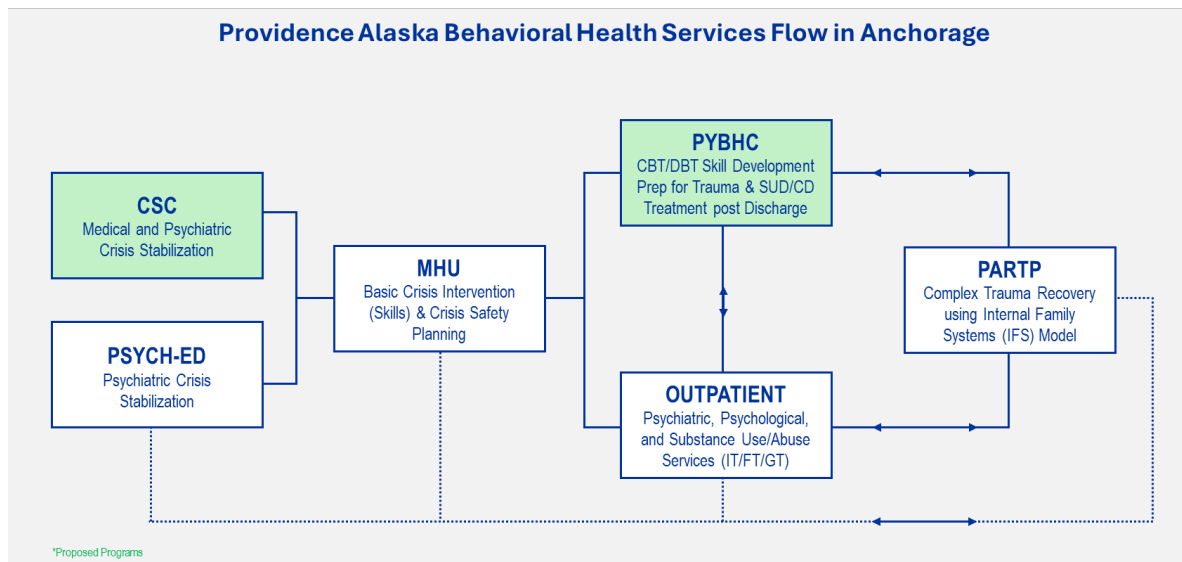 Providence Alaska Behavioral Health Services Flow in Anchorage
CSC
Medical and Psychiatric
Crisis Stabilization
PSYCH-ED
Psychiatric Crisis
Stabilization
MHU
Basic Crisis Intervention
(Skills) & Crisis Safety
Planning
PYBHC
CBT/DBT Skill Development
Prep for Trauma & SUD/CD
Treatment post Discharge
OUTPATIENT
Psychiatric, Psychological,
and Substance Use/Abuse
Services (IT/FT/GT)
PARTP
Complex Trauma Recovery
using Internal Family
Systems (IFS) Model
*Proposed Programs